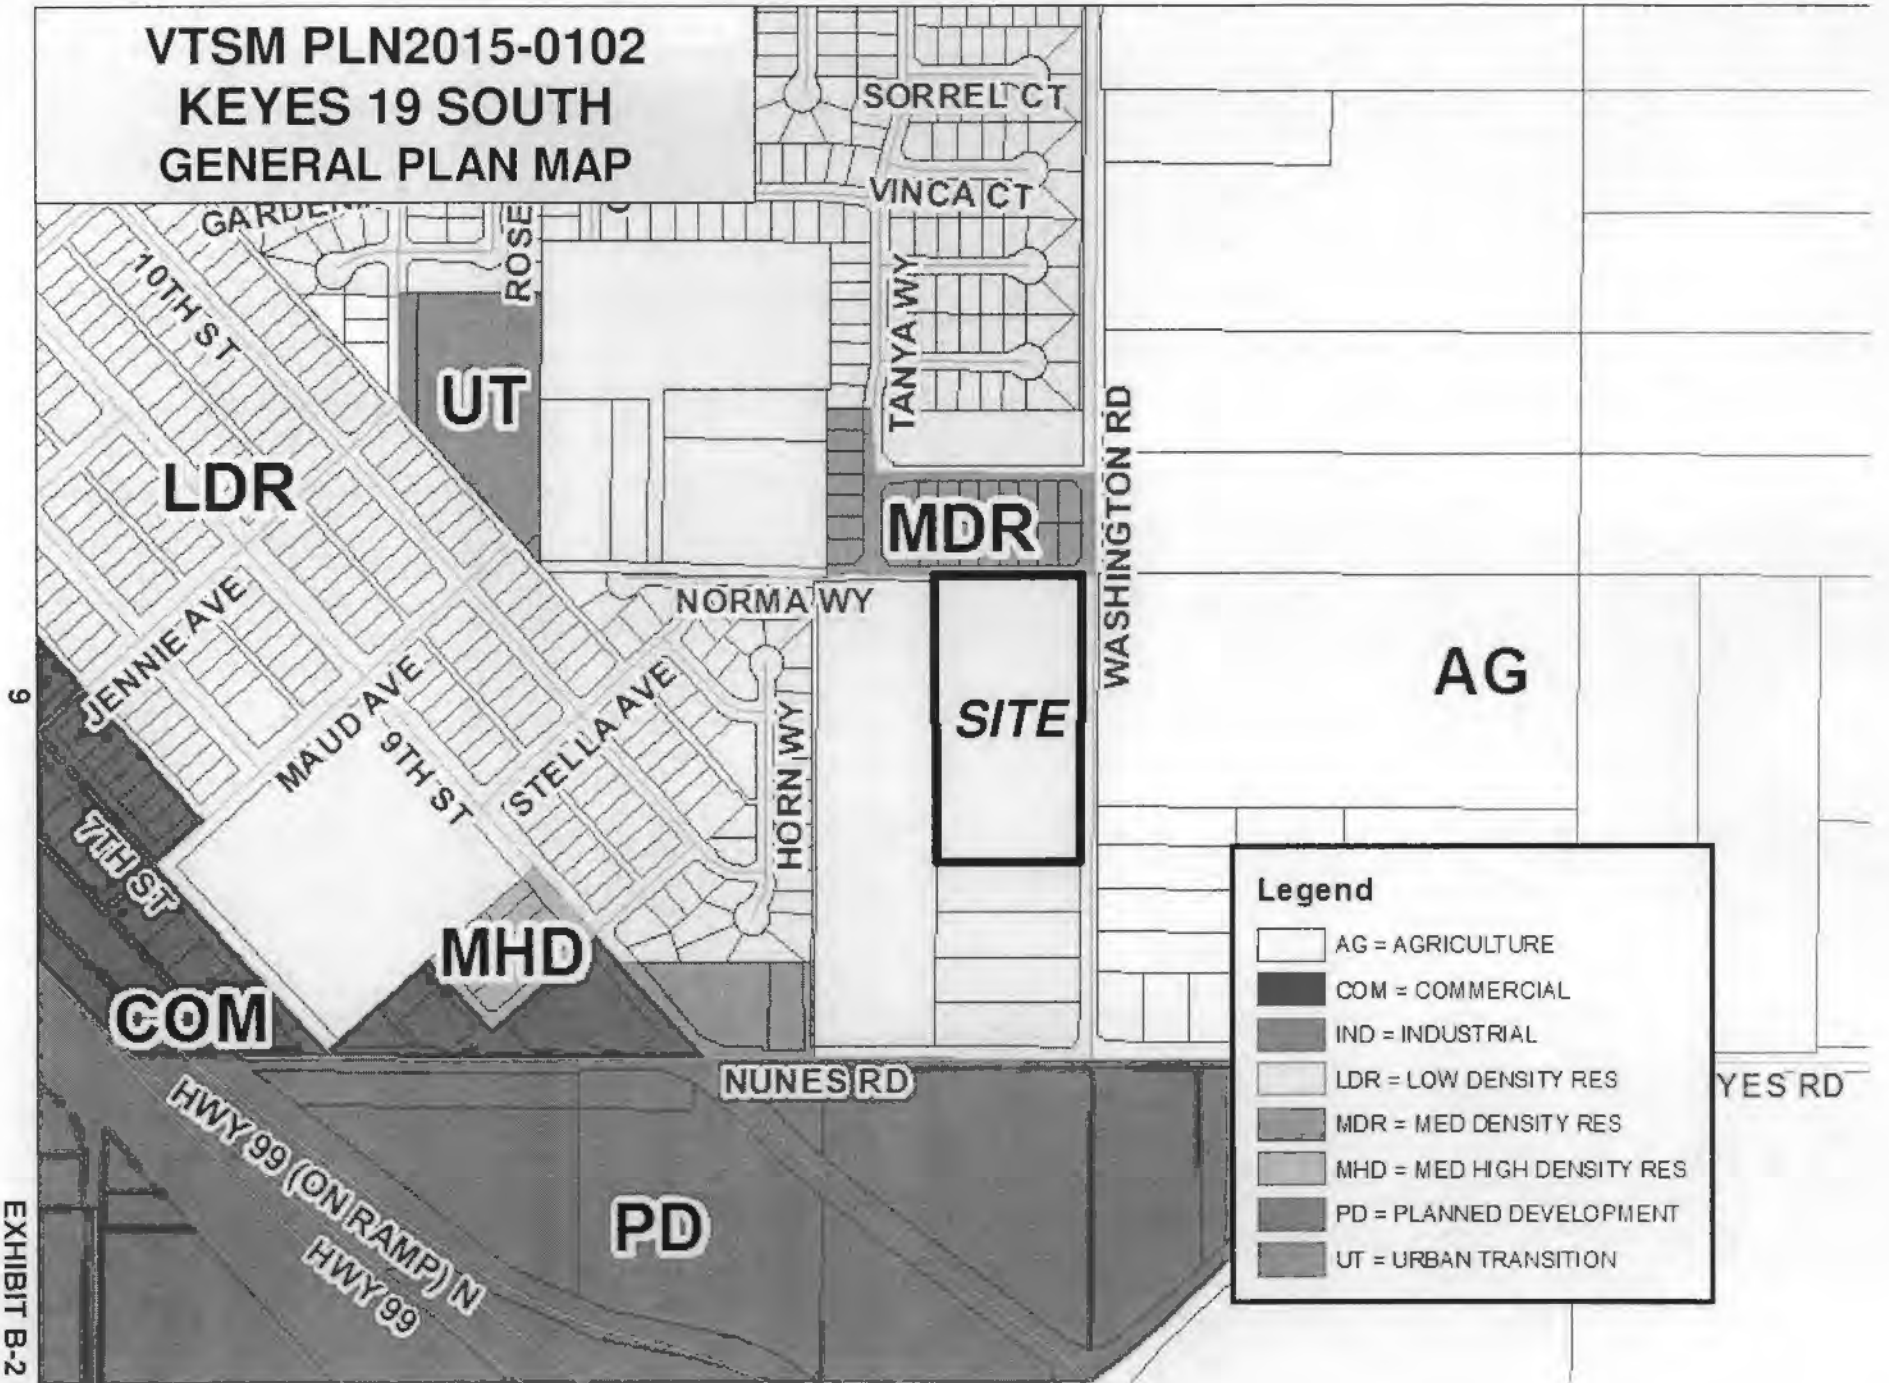 VTSM PLN2015-0102
KEYES 19 SOUTH
GENERAL PLAN MAP
SORREL CT
VINCA CT
ROSE
10TH ST
TANYA WY
UT
WASHINGTON RD
LDR
MDR
NORMA WY
JENNIE AVE
MAUD AVE
9TH ST
STELLA AVE
HORN WY
SITE
AG
7TH ST
MHD
COM
NUNES RD
YES RD
HWY 99 (ON RAMP) N
HWY 99
PD
Legend
AG = AGRICULTURE
COM = COMMERCIAL
IND = INDUSTRIAL
LDR = LOW DENSITY RES
MDR = MED DENSITY RES
MHD = MED HIGH DENSITY RES
PD = PLANNED DEVELOPMENT
UT = URBAN TRANSITION
9
EXHIBIT B-2